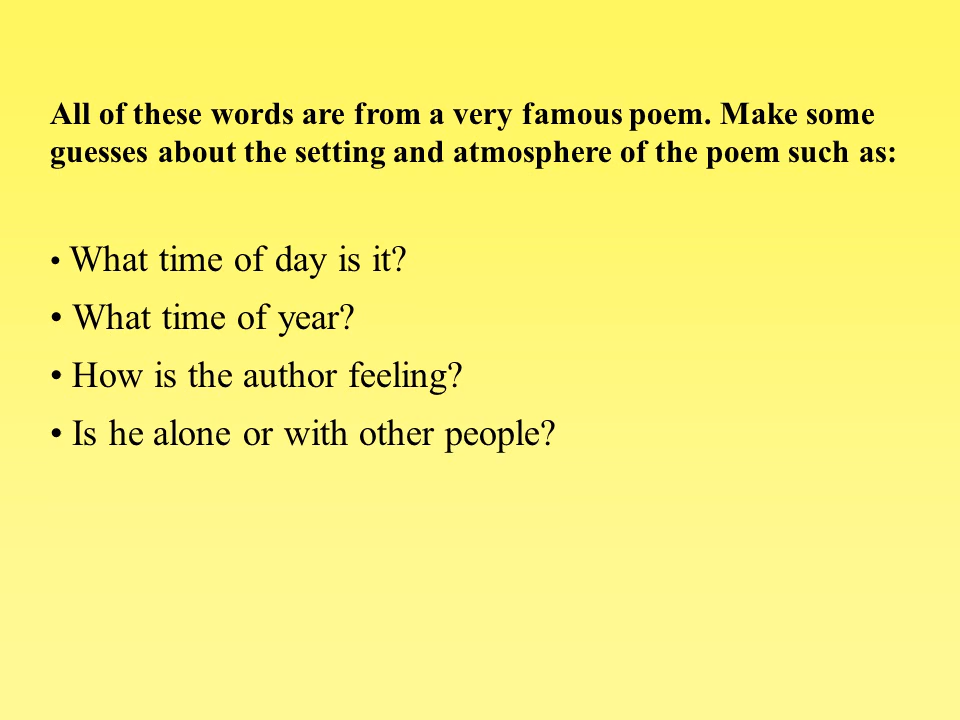 All of these words are from a very famous poem. Make some
guesses about the setting and atmosphere of the poem such as:
• What time of day is it?
• What time of year?
• How is the author feeling?
• Is he alone or with other people?